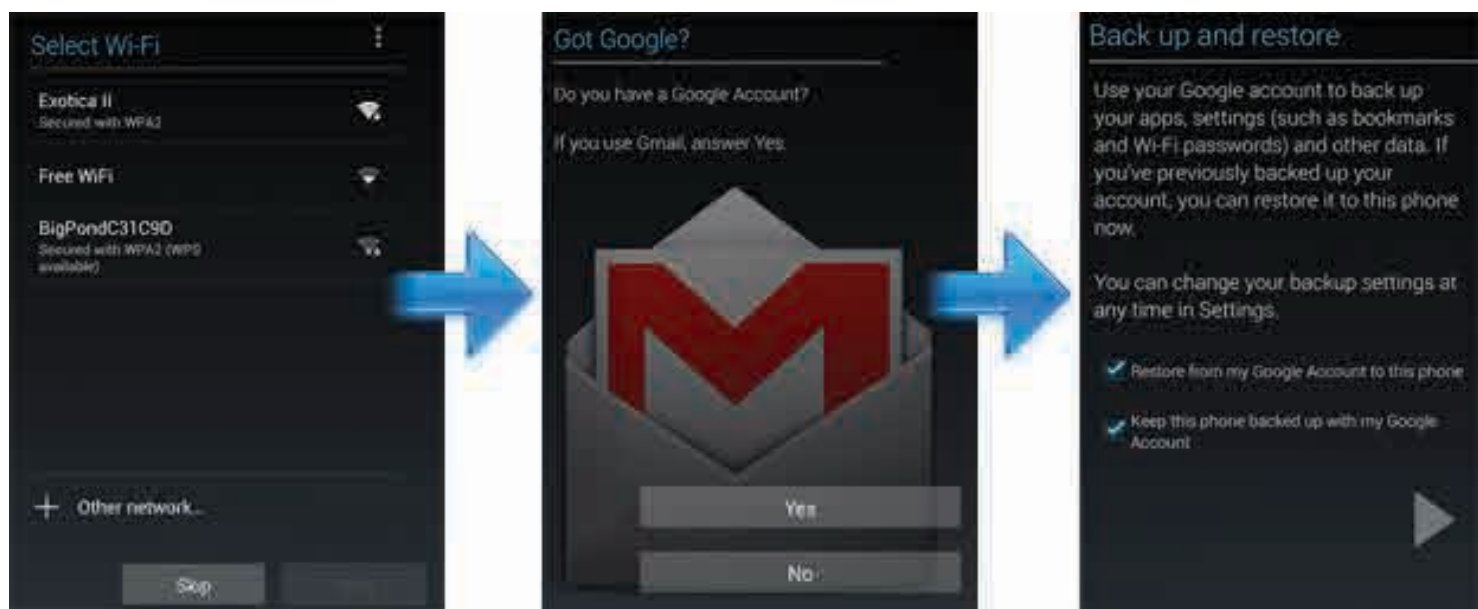 Select Wi-Fi
Exotica II
Secured with WPA2
Free WiFi
BigPondC31C9D
Secured with WPA2 (WPS
available)
+ Other network...
Skip
Got Google?
Do you have a Google Account?
If you use Gmail, answer Yes.
Yes
No
Back up and restore
Use your Google account to back up
your apps, settings (such as bookmarks
and Wi-Fi passwords) and other data. If
you've previously backed up your
account, you can restore it to this phone
now.
You can change your backup settings at
any time in Settings.
Restore from my Google Account to this phone
Keep this phone backed up with my Google
Account